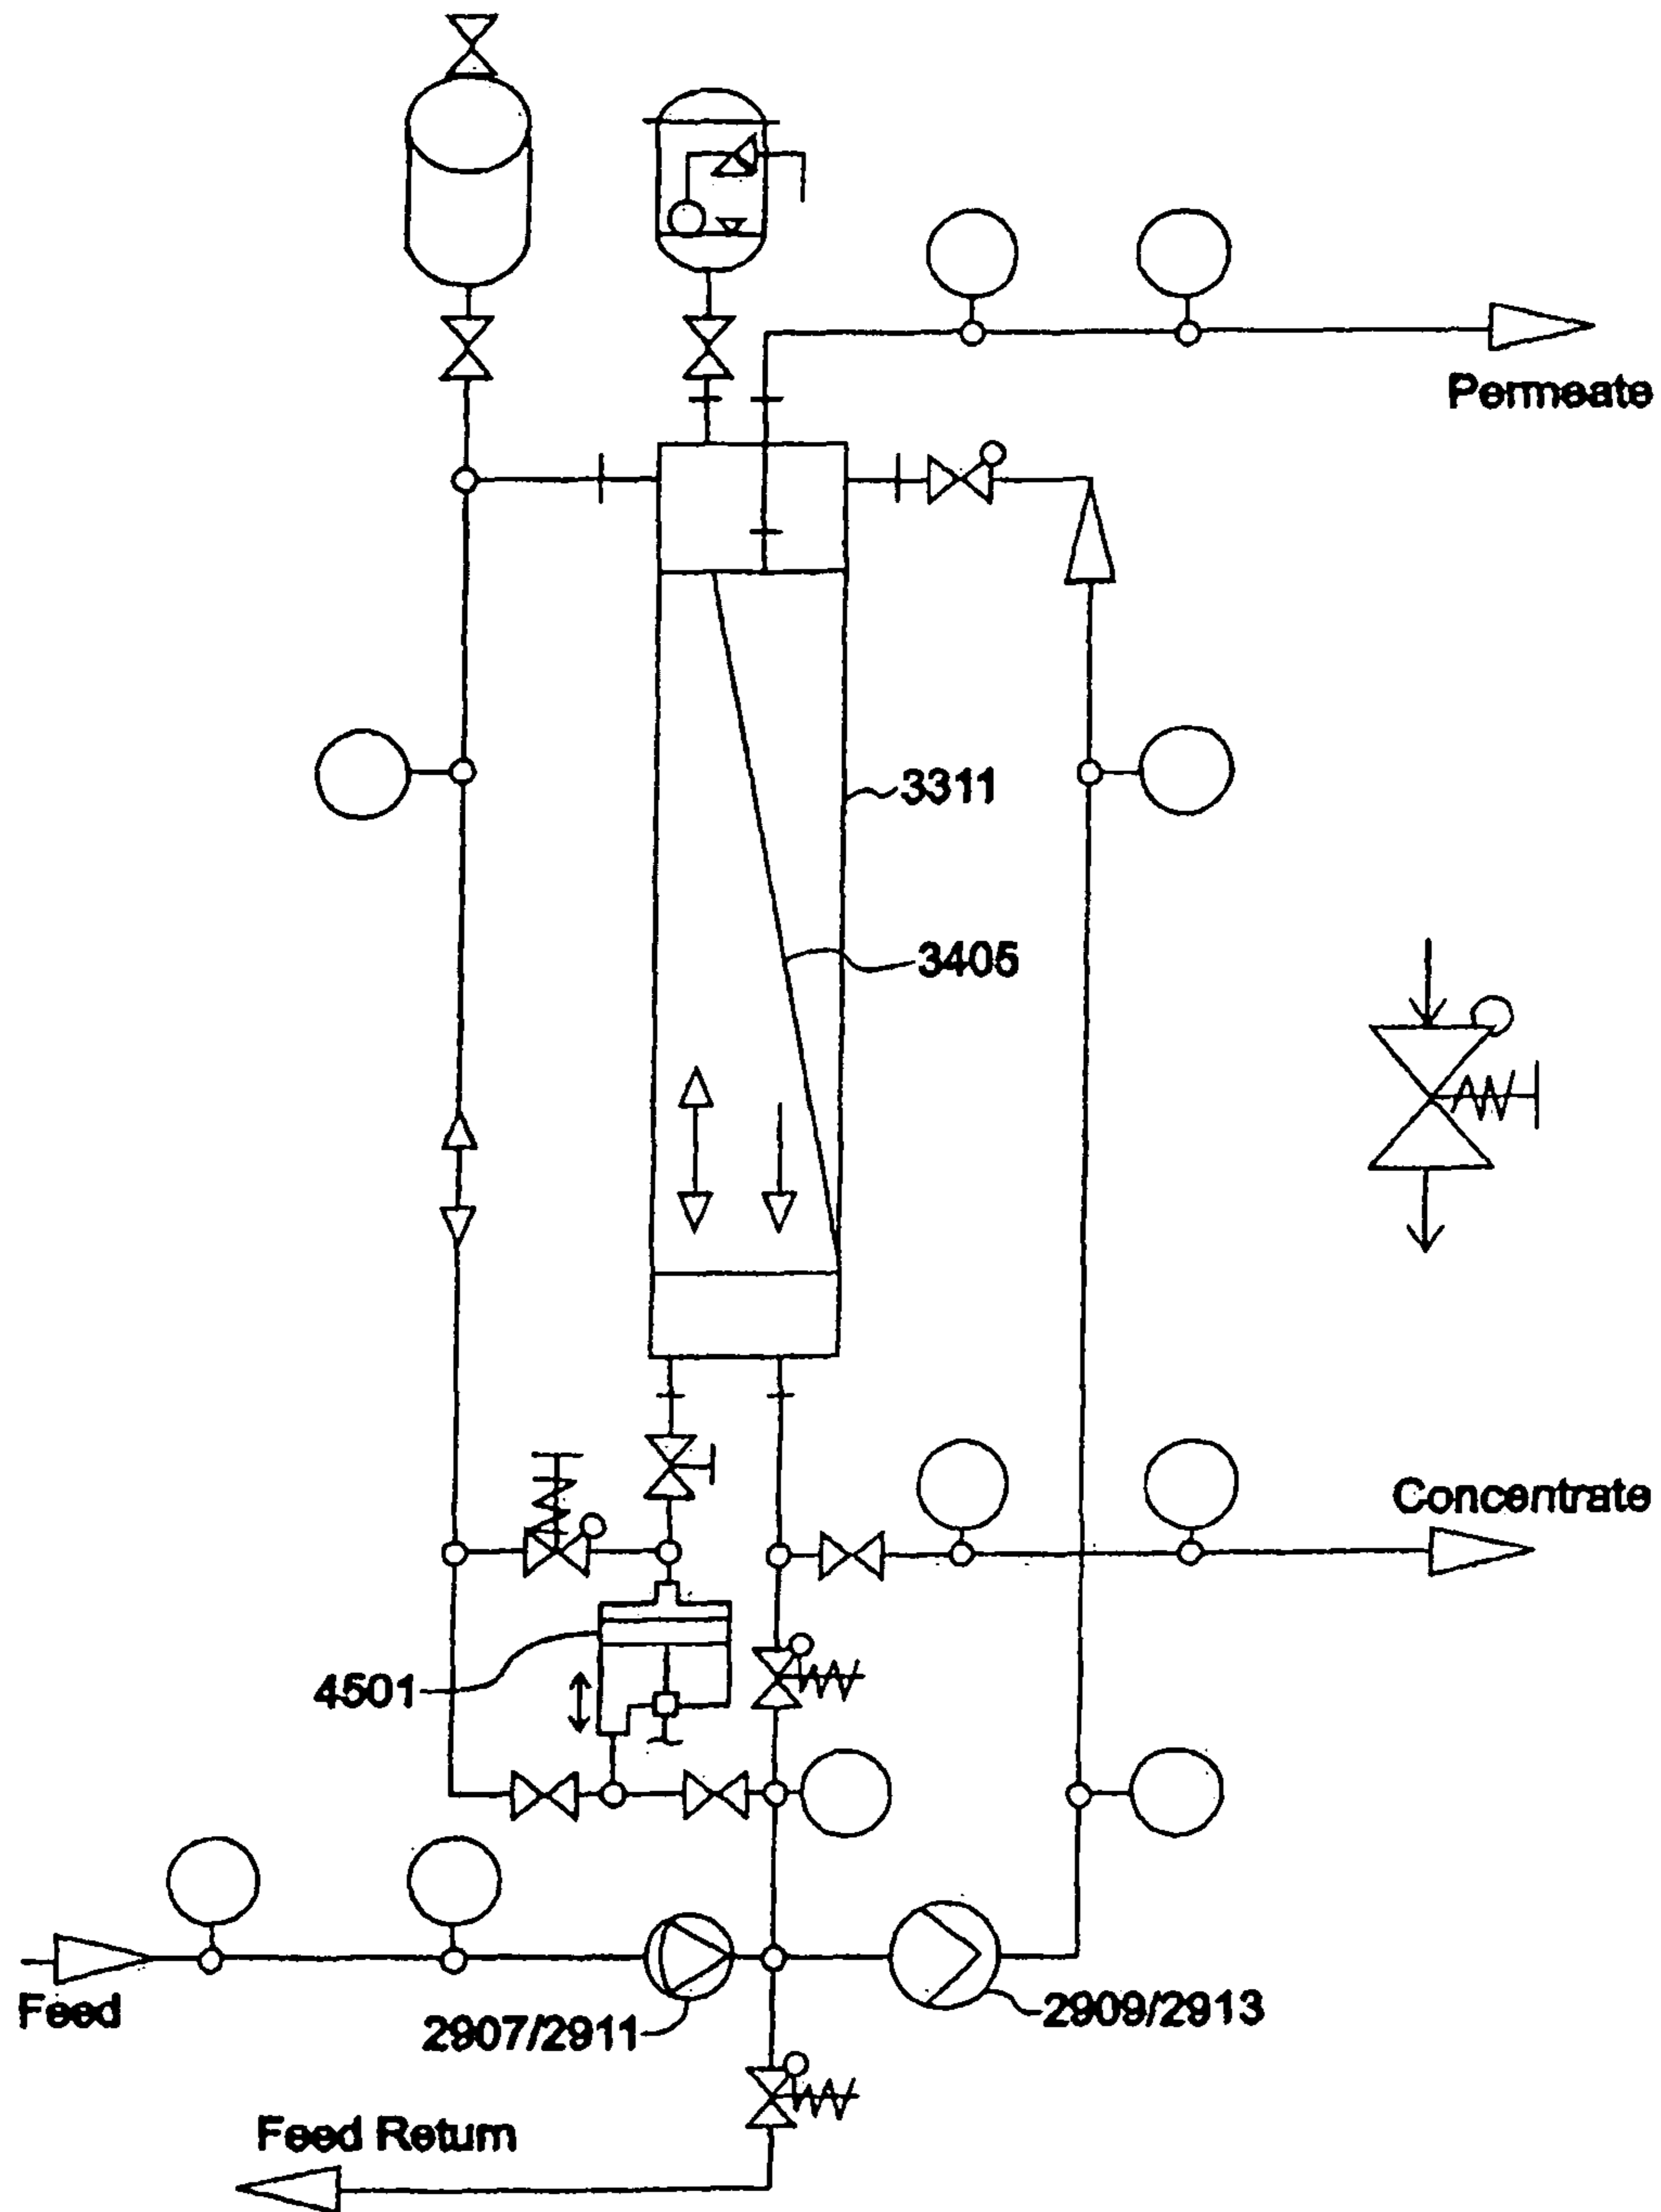 Permeate
3311
3405
Concentrate
4501
Feed
2907/2911
2909/2913
Feed Return